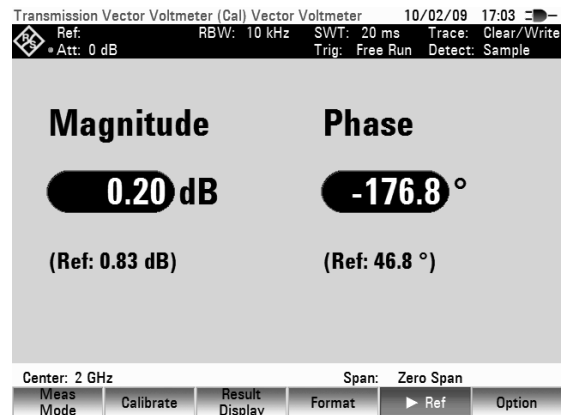 Transmission Vector Voltmeter (Cal) Vector Voltmeter 10/02/09 17:03
Ref: RBW: 10 kHz SWT: 20 ms Trace: Clear/Write
Att: 0 dB Trig: Free Run Detect: Sample
Magnitude Phase
0.20 dB -176.8 °
(Ref: 0.83 dB) (Ref: 46.8 °)
Center: 2 GHz Span: Zero Span
Meas Mode Calibrate Result Display Format ► Ref Option